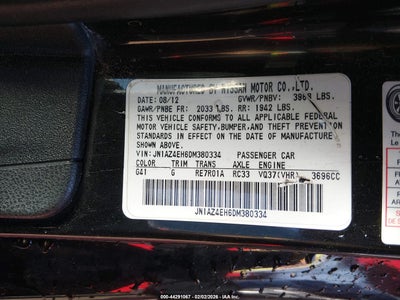 MANUFACTURED BY NISSAN MOTOR CO.,LTD.
DATE 08/12 GVWR/PNBV: 3968 LBS.
GAWR/PNBE FR: 2033 LBS. RR: 1942 LBS.
THIS VEHICLE CONFORMS TO ALL APPLICABLE FEDERAL
MOTOR VEHICLE SAFETY, BUMPER, AND THEFT PREVENTION
STANDARDS IN EFFECT ON THE DATE OF MANUFACTURE
SHOWN ABOVE.
VIN: JN1AZ4EH6DM380334 PASSENGER CAR
COLOR TRIM TRANS AXLE ENGINE
G41 G RE7R01A RC33 VQ37(VHR) 3696CC
JN1AZ4EH6DM380334
000-44291067 - 02/02/2026 - IAA Inc.